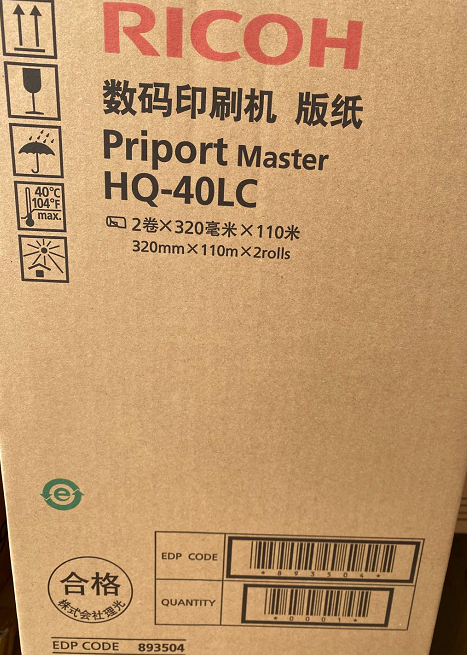 RICOH
数码印刷机 版纸
Priport Master
HQ-40LC
40°C
104°F
max.
2卷×320毫米×110米
320mm×110m×2rolls
e
EDP CODE
*893504*
QUANTITY
*0001*
合格
株式会社理光
EDP CODE 893504